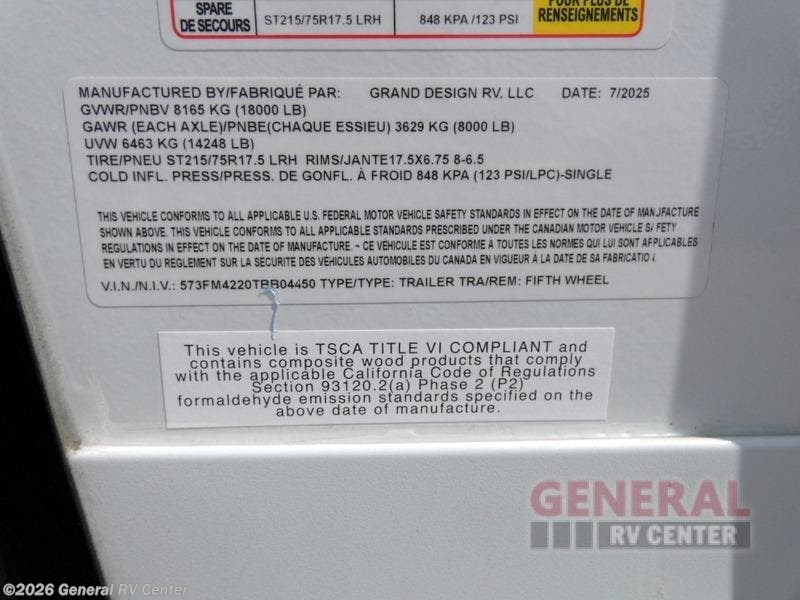 SPARE
DE SECOURS
ST215/75R17.5 LRH
848 KPA /123 PSI
POUR PLUS DE
RENSEIGNEMENTS
MANUFACTURED BY/FABRIQUÉ PAR: GRAND DESIGN RV. LLC DATE: 7/2025
GVWR/PNBV 8165 KG (18000 LB)
GAWR (EACH AXLE)/PNBE(CHAQUE ESSIEU) 3629 KG (8000 LB)
UVW 6463 KG (14248 LB)
TIRE/PNEU ST215/75R17.5 LRH RIMS/JANTE17.5X6.75 8-6.5
COLD INFL. PRESS/PRESS. DE GONFL. À FROID 848 KPA (123 PSI/LPC)-SINGLE
THIS VEHICLE CONFORMS TO ALL APPLICABLE U.S. FEDERAL MOTOR VEHICLE SAFETY STANDARDS IN EFFECT ON THE DATE OF MANUFACTURE
SHOWN ABOVE. THIS VEHICLE CONFORMS TO ALL APPLICABLE STANDARDS PRESCRIBED UNDER THE CANADIAN MOTOR VEHICLE SAFETY
REGULATIONS IN EFFECT ON THE DATE OF MANUFACTURE. ~ CE VÉHICULE EST CONFORME A TOUTES LES NORMES QUI LUI SONT APPLICABLES
EN VERTU DU REGLEMENT SUR LA SECURITE DES VÉHICULES AUTOMOBILES DU CANADA EN VIGUEUR À LA DATE DE SA FABRICATIO
V.I.N./N.I.V.: 573FM4220TBB04450 TYPE/TYPE: TRAILER TRA/REM: FIFTH WHEEL
This vehicle is TSCA TITLE VI COMPLIANT and
contains composite wood products that comply
with the applicable California Code of Regulations
Section 93120.2(a) Phase 2 (P2)
formaldehyde emission standards specified on the
above date of manufacture.
GENERAL
RV CENTER
©2026 General RV Center